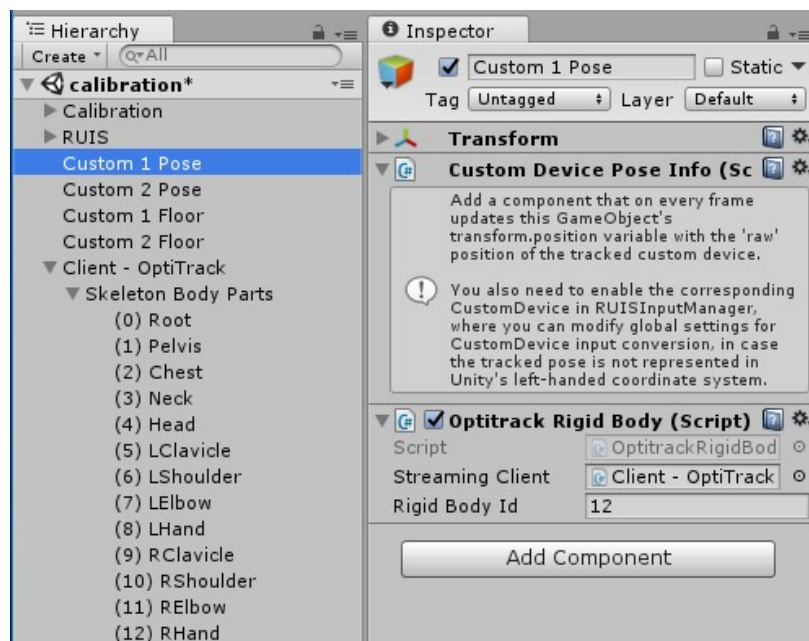 Hierarchy
Create
All
calibration*
Calibration
RUIS
Custom 1 Pose
Custom 2 Pose
Custom 1 Floor
Custom 2 Floor
Client - OptiTrack
Skeleton Body Parts
(0) Root
(1) Pelvis
(2) Chest
(3) Neck
(4) Head
(5) LClavicle
(6) LShoulder
(7) LElbow
(8) LHand
(9) RClavicle
(10) RShoulder
(11) RElbow
(12) RHand
Inspector
Custom 1 Pose Static
Tag Untagged Layer Default
Transform
Custom Device Pose Info (Sc
Add a component that on every frame
updates this GameObject's
transform.position variable with the 'raw'
position of the tracked custom device.
You also need to enable the corresponding
CustomDevice in RUISInputManager,
where you can modify global settings for
CustomDevice input conversion, in case
the tracked pose is not represented in
Unity's left-handed coordinate system.
Optitrack Rigid Body (Script)
Script OptitrackRigidBod
Streaming Client Client - OptiTrack
Rigid Body Id 12
Add Component